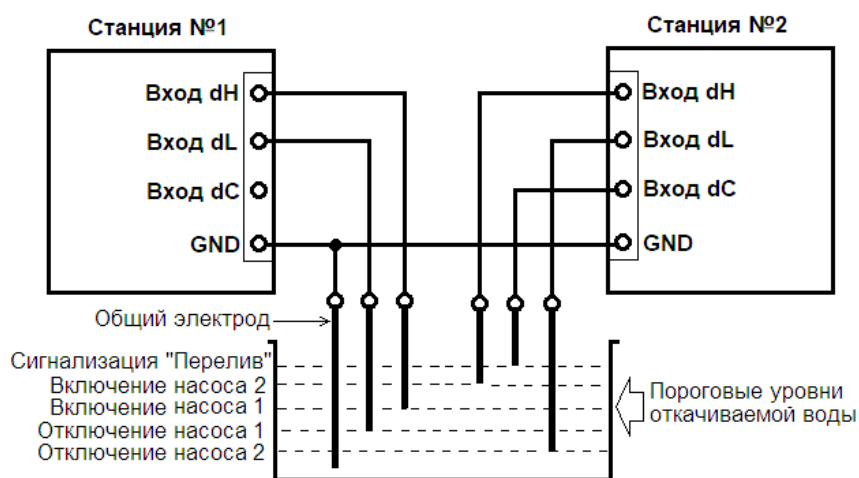 Станция №1
Станция №2
Вход dH
Вход dL
Вход dC
GND
Вход dH
Вход dL
Вход dC
GND
Общий электрод
Сигнализация "Перелив"
Включение насоса 2
Включение насоса 1
Отключение насоса 1
Отключение насоса 2
Пороговые уровни
откачиваемой воды